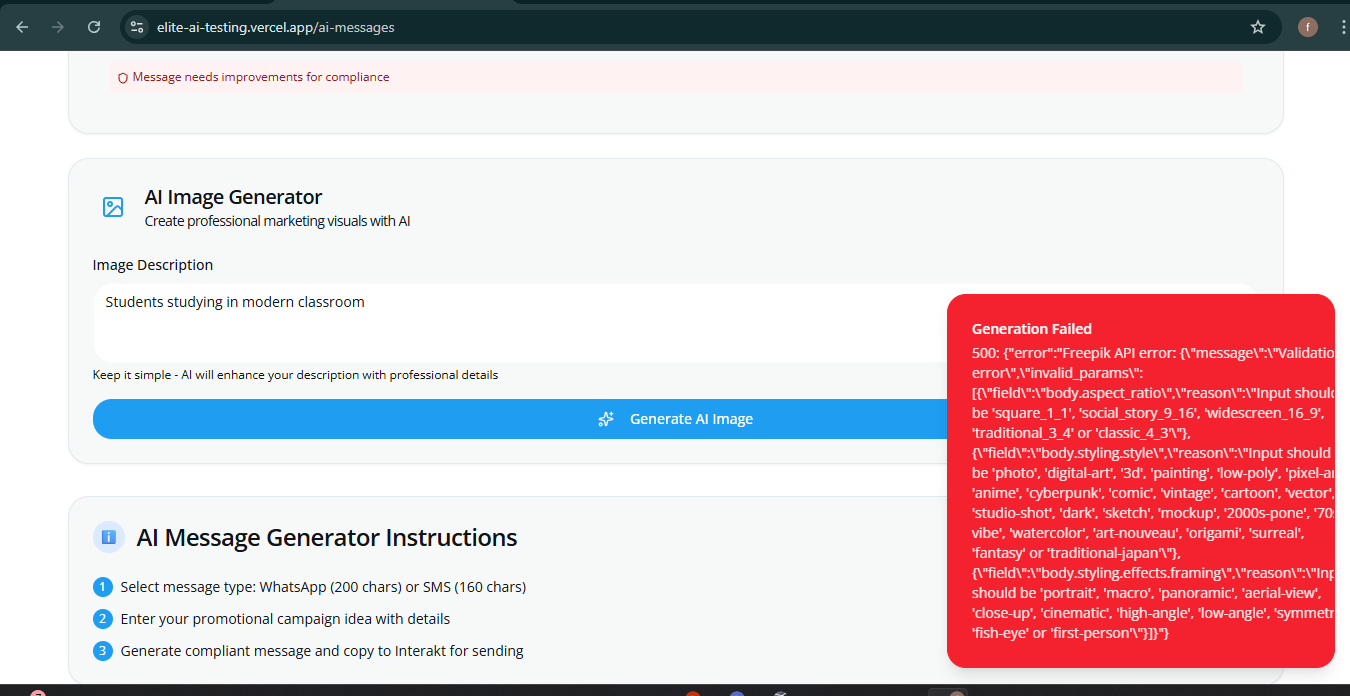 elite-ai-testing.vercel.app/ai-messages
f
Message needs improvements for compliance
AI Image Generator
Create professional marketing visuals with AI
Image Description
Students studying in modern classroom
Keep it simple - AI will enhance your description with professional details
Generate AI Image
Generation Failed
500: {"error":"Freepik API error: {\"message\":\"Validatio
error\",\"invalid_params\":
[{\"field\":\"body.aspect_ratio\",\"reason\":\"Input should
be 'square_1_1', 'social_story_9_16', 'widescreen_16_9',
'traditional_3_4' or 'classic_4_3'\"},
{\"field\":\"body.styling.style\",\"reason\":\"Input should
be 'photo', 'digital-art', '3d', 'painting', 'low-poly', 'pixel-ar
'anime', 'cyberpunk', 'comic', 'vintage', 'cartoon', 'vector',
'studio-shot', 'dark', 'sketch', 'mockup', '2000s-pone', '70s
vibe', 'watercolor', 'art-nouveau', 'origami', 'surreal',
'fantasy' or 'traditional-japan'\"},
{\"field\":\"body.styling.effects.framing\",\"reason\":\"Inp
should be 'portrait', 'macro', 'panoramic', 'aerial-view',
'close-up', 'cinematic', 'high-angle', 'low-angle', 'symmetr
'fish-eye' or 'first-person'\"}]}"}
i
AI Message Generator Instructions
1 Select message type: WhatsApp (200 chars) or SMS (160 chars)
2 Enter your promotional campaign idea with details
3 Generate compliant message and copy to Interakt for sending